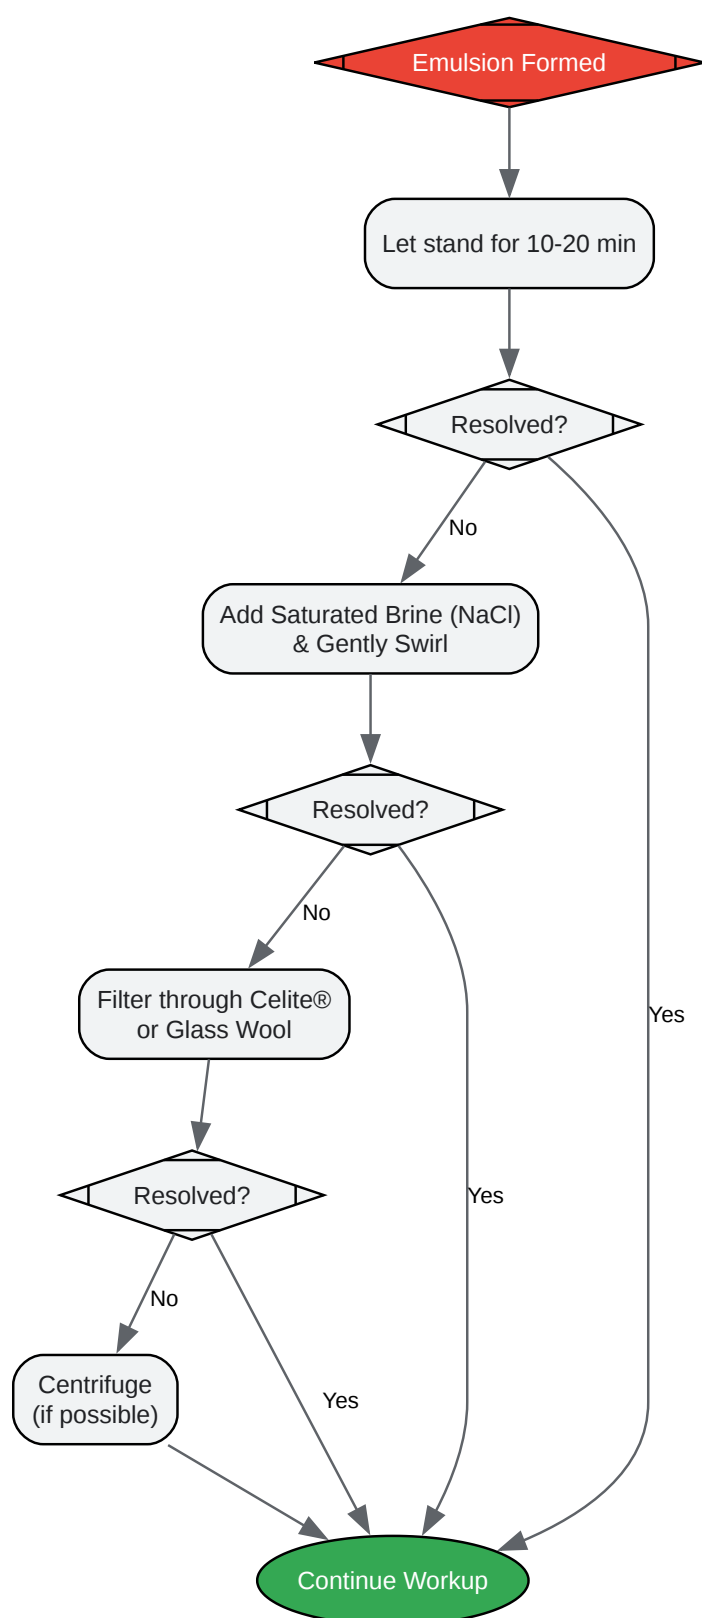 Emulsion Formed
Let stand for 10-20 min
Resolved?
No
Add Saturated Brine (NaCl)
& Gently Swirl
Resolved?
No
Filter through Celite®
or Glass Wool
Yes
Resolved?
Yes
No
Centrifuge
(if possible)
Yes
Continue Workup